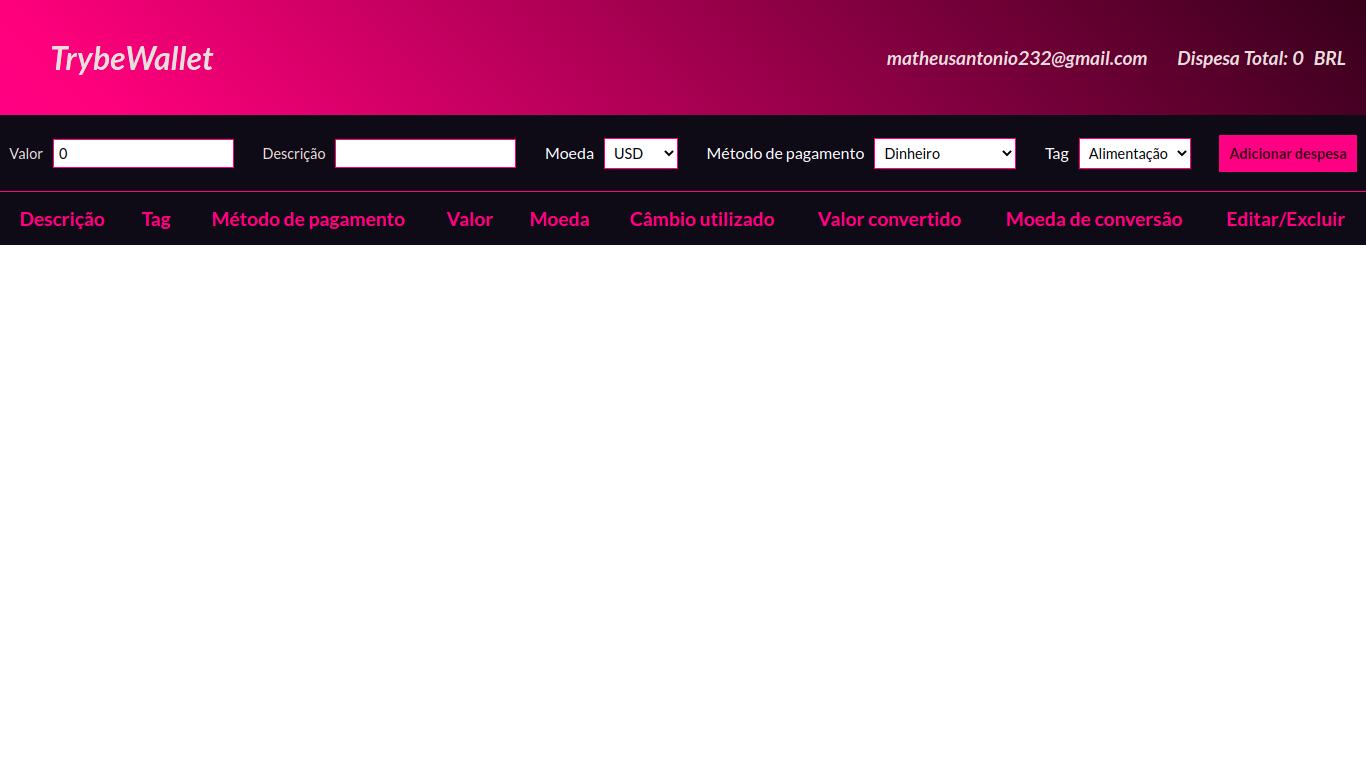 TrybeWallet matheusantonio232@gmail.com Dispesa Total: 0 BRL
Valor 0 Descrição Moeda USD Método de pagamento Dinheiro Tag Alimentação Adicionar despesa
Descrição Tag Método de pagamento Valor Moeda Câmbio utilizado Valor convertido Moeda de conversão Editar/Excluir